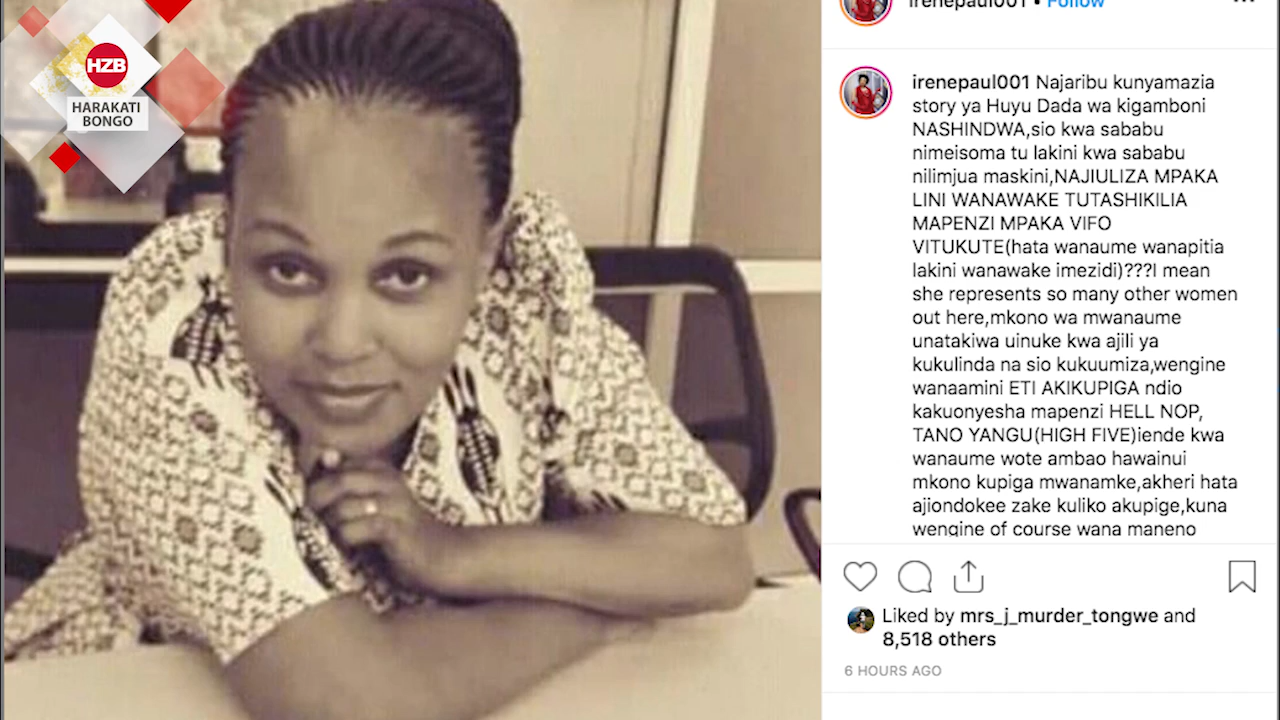 HZB
HARAKATI
BONGO
irenepaul001 • Follow
irenepaul001 Najaribu kunyamazia
story ya Huyu Dada wa kigamboni
NASHINDWA,sio kwa sababu
nimeisoma tu lakini kwa sababu
nilimjua maskini,NAJIULIZA MPAKA
LINI WANAWAKE TUTASHIKILIA
MAPENZI MPAKA VIFO
VITUKUTE(hata wanaume wanapitia
lakini wanawake imezidi)???I mean
she represents so many other women
out here,mkono wa mwanaume
unatakiwa uinuke kwa ajili ya
kukulinda na sio kukuumiza,wengine
wanaamini ETI AKIKUPIGA ndio
kakuonyesha mapenzi HELL NOP,
TANO YANGU(HIGH FIVE)iende kwa
wanaume wote ambao hawainui
mkono kupiga mwanamke,akheri hata
ajiondokee zake kuliko akupige,kuna
wengine of course wana maneno
Liked by mrs_j_murder_tongwe and
8,518 others
6 HOURS AGO